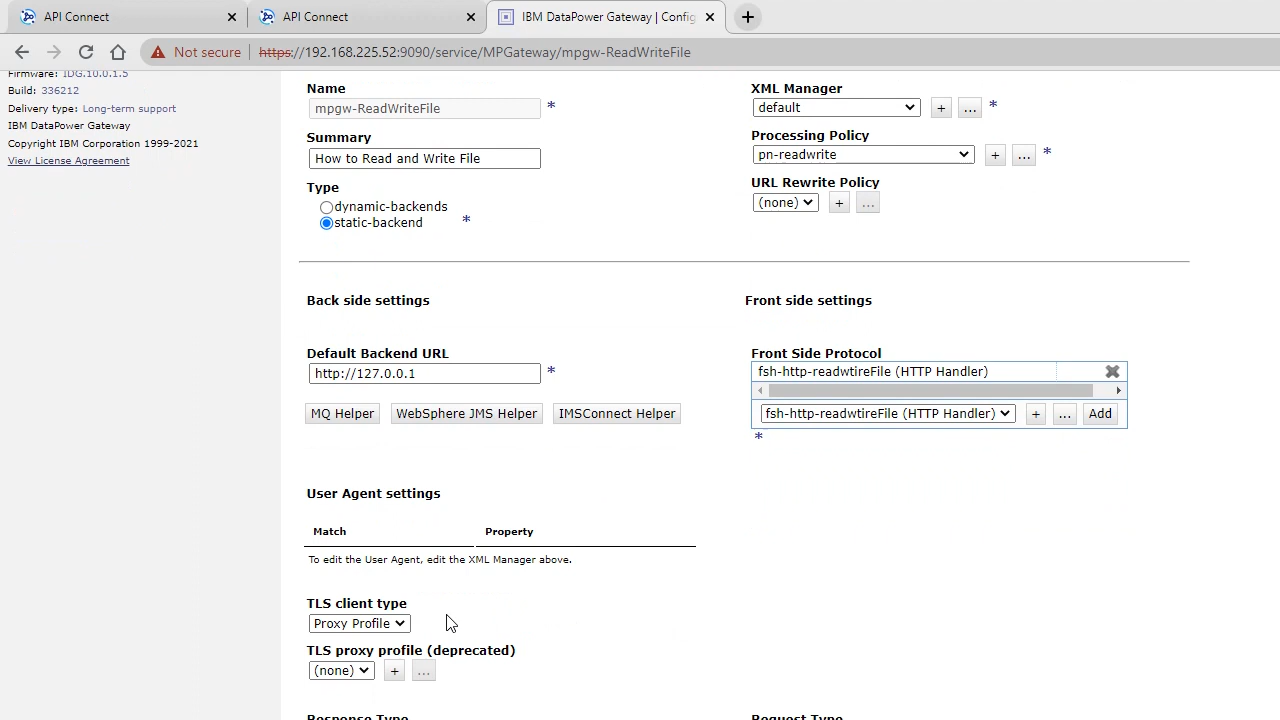 API Connect
API Connect
IBM DataPower Gateway | Config
Not secure
https://192.168.225.52:9090/service/MPGateway/mpgw-ReadWriteFile
Firmware: IDG.10.0.1.5
Build: 336212
Delivery type: Long-term support
IBM DataPower Gateway
Copyright IBM Corporation 1999-2021
View License Agreement
Name
mpgw-ReadWriteFile *
Summary
How to Read and Write File
Type
dynamic-backends
static-backend *
XML Manager
default + ... *
Processing Policy
pn-readwrite + ... *
URL Rewrite Policy
(none) + ...
Back side settings
Default Backend URL
http://127.0.0.1 *
MQ Helper WebSphere JMS Helper IMSConnect Helper
Front side settings
Front Side Protocol
fsh-http-readwtireFile (HTTP Handler)
fsh-http-readwtireFile (HTTP Handler) + ... Add
*
User Agent settings
Match Property
To edit the User Agent, edit the XML Manager above.
TLS client type
Proxy Profile
TLS proxy profile (deprecated)
(none) + ...
Response Type Request Type